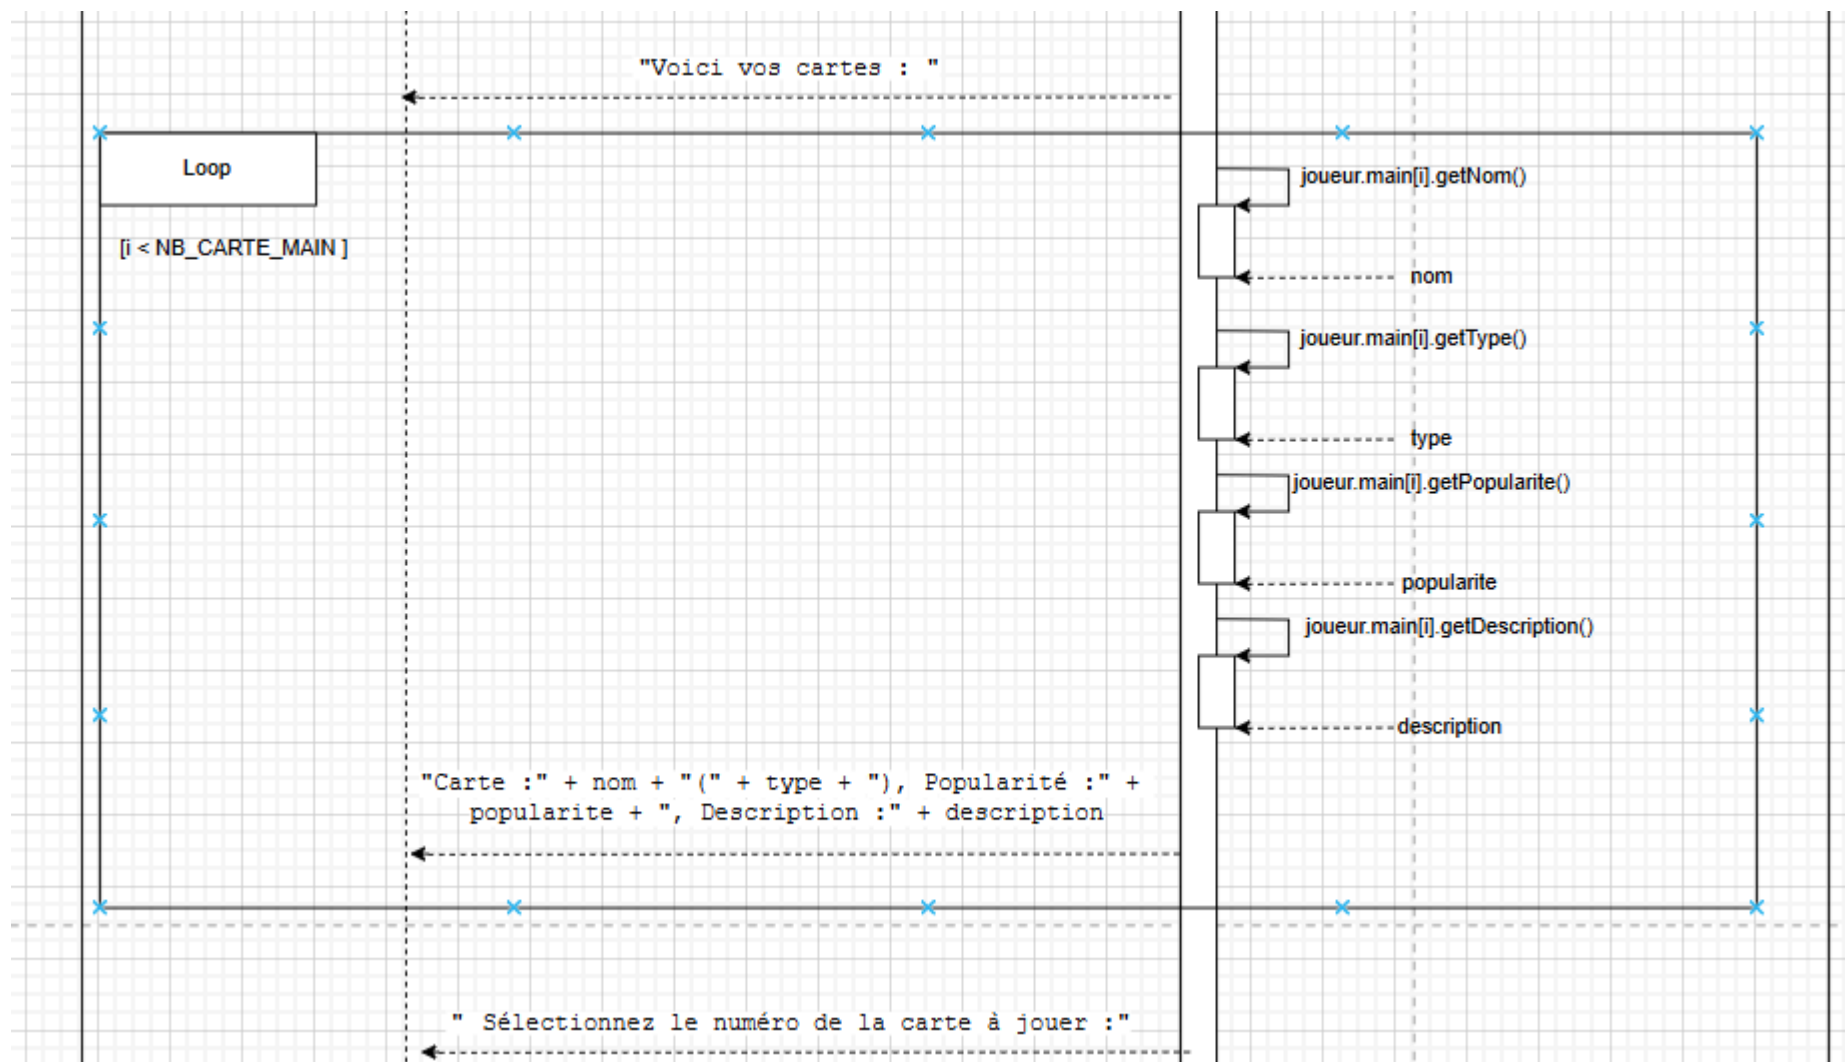 "Voici vos cartes : "
Loop
[i < NB_CARTE_MAIN ]
joueur.main[i].getNom()
nom
joueur.main[i].getType()
type
joueur.main[i].getPopularite()
popularite
joueur.main[i].getDescription()
description
"Carte :" + nom + "(" + type + "), Popularité :" +
popularite + ", Description :" + description
" Sélectionnez le numéro de la carte à jouer :"